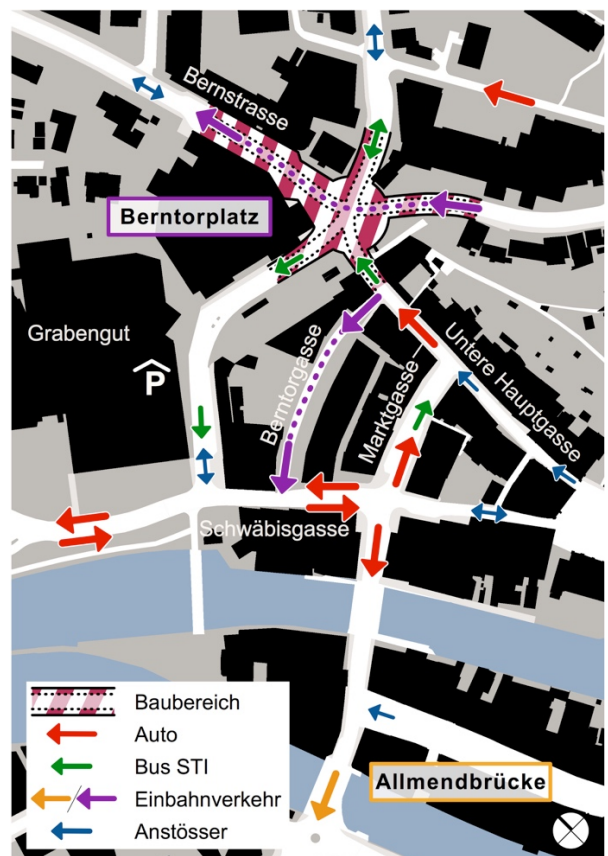 Bernstrasse
Berntorplatz
Grabengut
P
Berntorgasse
Marktgasse
Untere Hauptgasse
Schwäbisgasse
Baubereich
Auto
Bus STI
Einbahnverkehr
Anstösser
Allmendbrücke